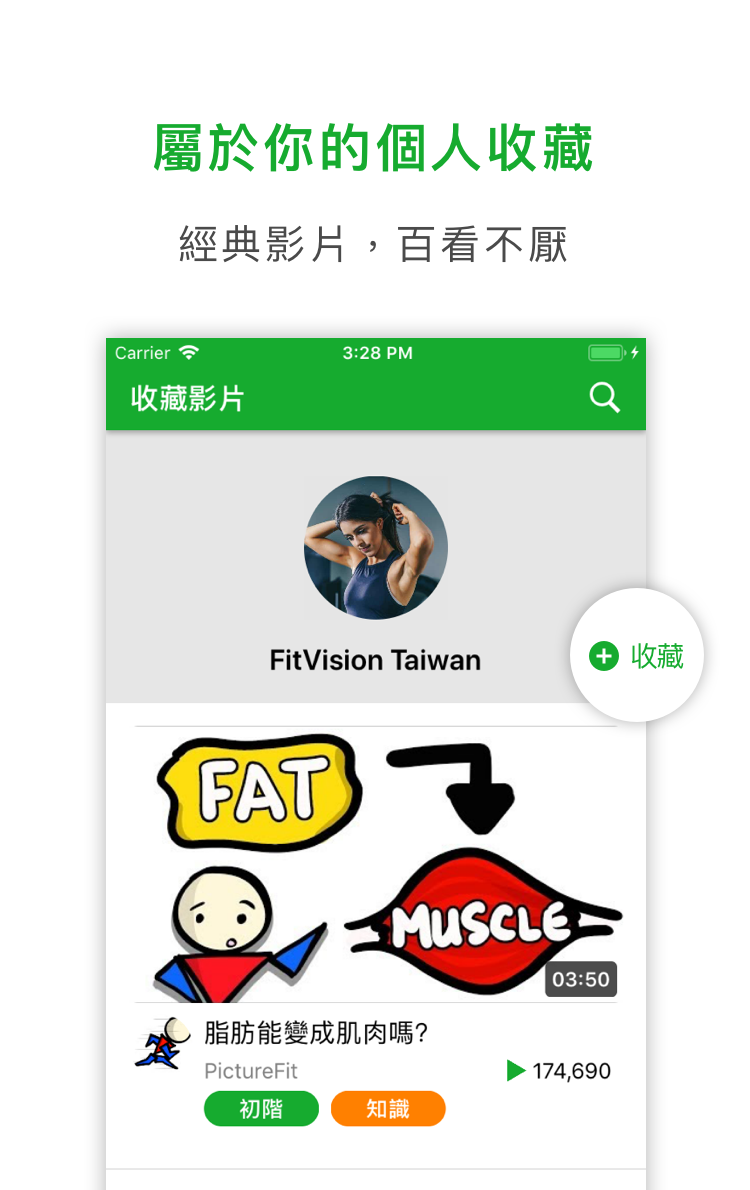 屬於你的個人收藏
經典影片，百看不厭
Carrier 3:28 PM
收藏影片
FitVision Taiwan
收藏
FAT
MUSCLE
03:50
脂肪能變成肌肉嗎?
PictureFit 174,690
初階 知識